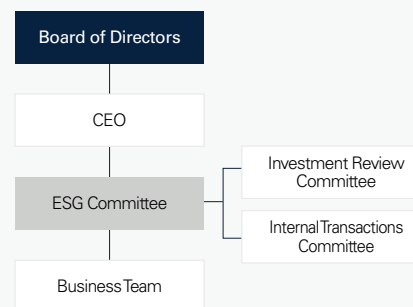 Board of Directors
CEO
ESG Committee
Investment Review
Committee
Internal Transactions
Committee
Business Team